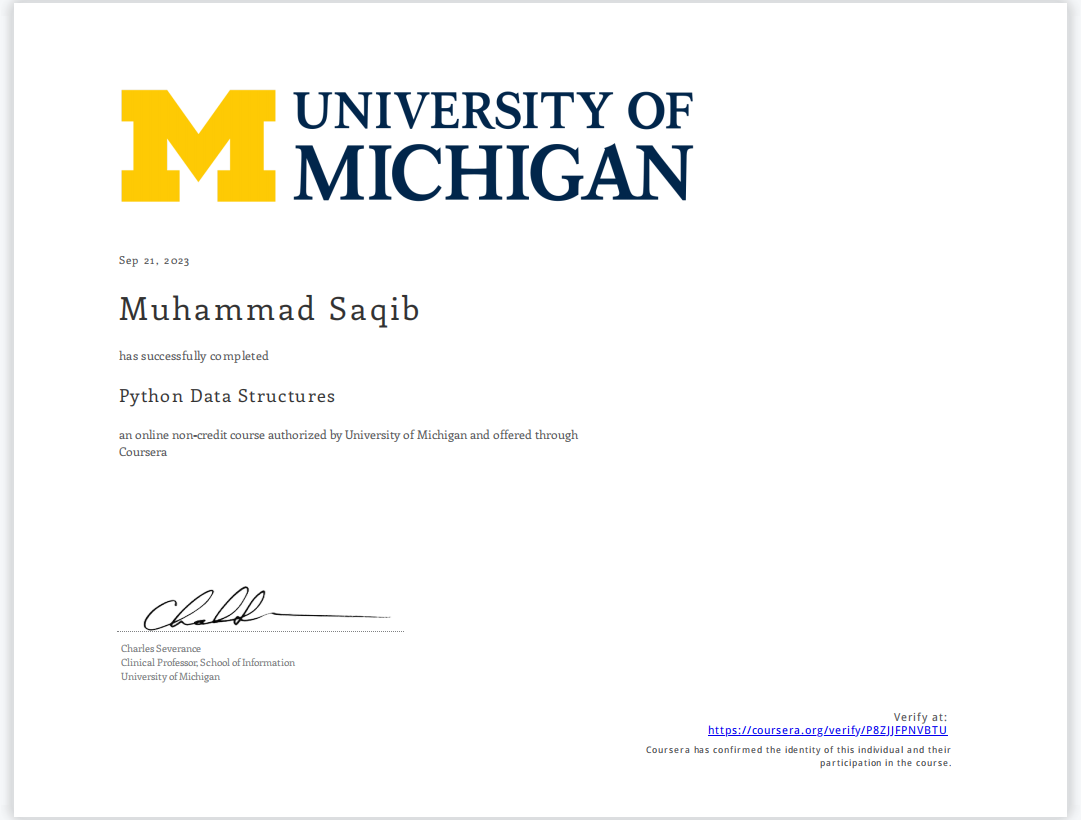 M UNIVERSITY OF
MICHIGAN
Sep 21, 2023
Muhammad Saqib
has successfully completed
Python Data Structures
an online non-credit course authorized by University of Michigan and offered through
Coursera
Charles Severance
Clinical Professor, School of Information
University of Michigan
Verify at:
https://coursera.org/verify/P8ZJJFPNVBTU
Coursera has confirmed the identity of this individual and their
participation in the course.